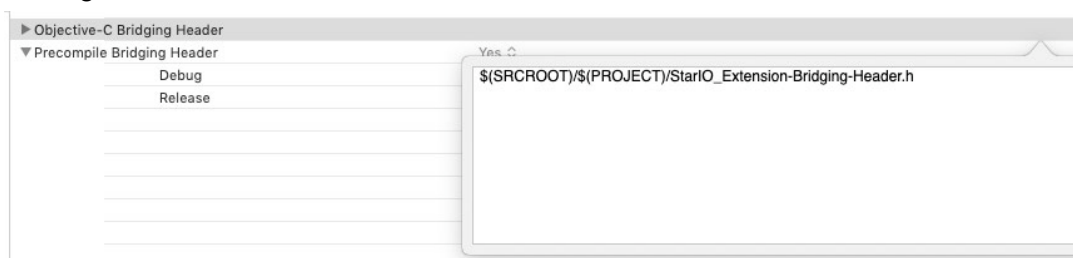 Objective-C Bridging Header
Precompile Bridging Header Yes
Debug $(SRCROOT)/$(PROJECT)/StarIO_Extension-Bridging-Header.h
Release